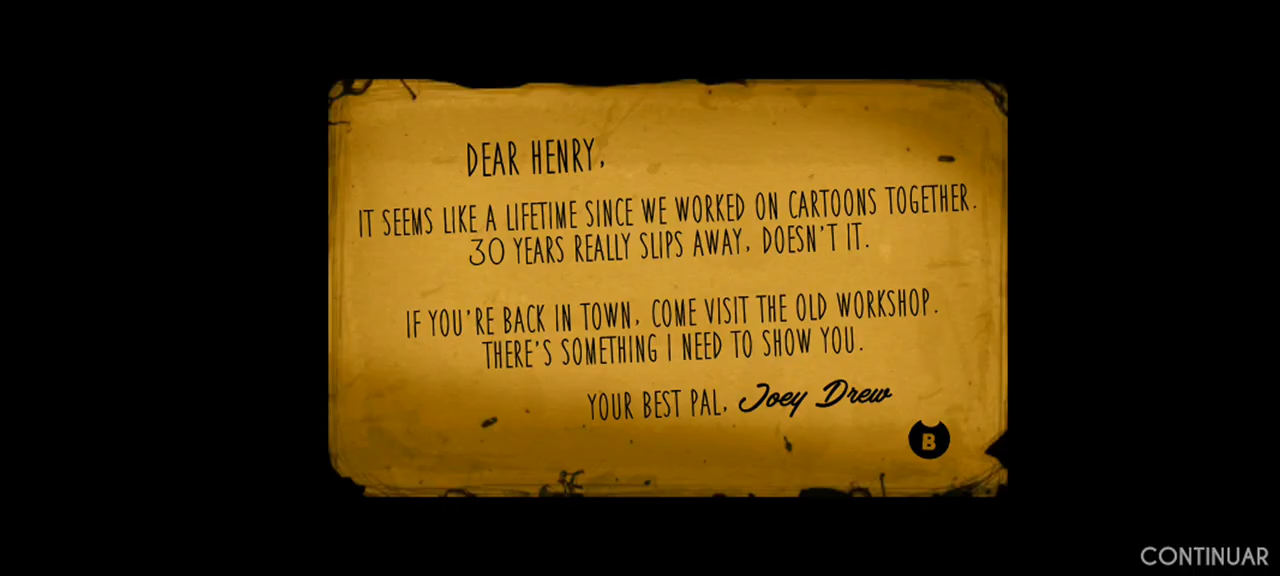 DEAR HENRY,
IT SEEMS LIKE A LIFETIME SINCE WE WORKED ON CARTOONS TOGETHER.
30 YEARS REALLY SLIPS AWAY, DOESN'T IT.
IF YOU'RE BACK IN TOWN, COME VISIT THE OLD WORKSHOP.
THERE'S SOMETHING I NEED TO SHOW YOU.
YOUR BEST PAL, Joey Drew
B
CONTINUAR